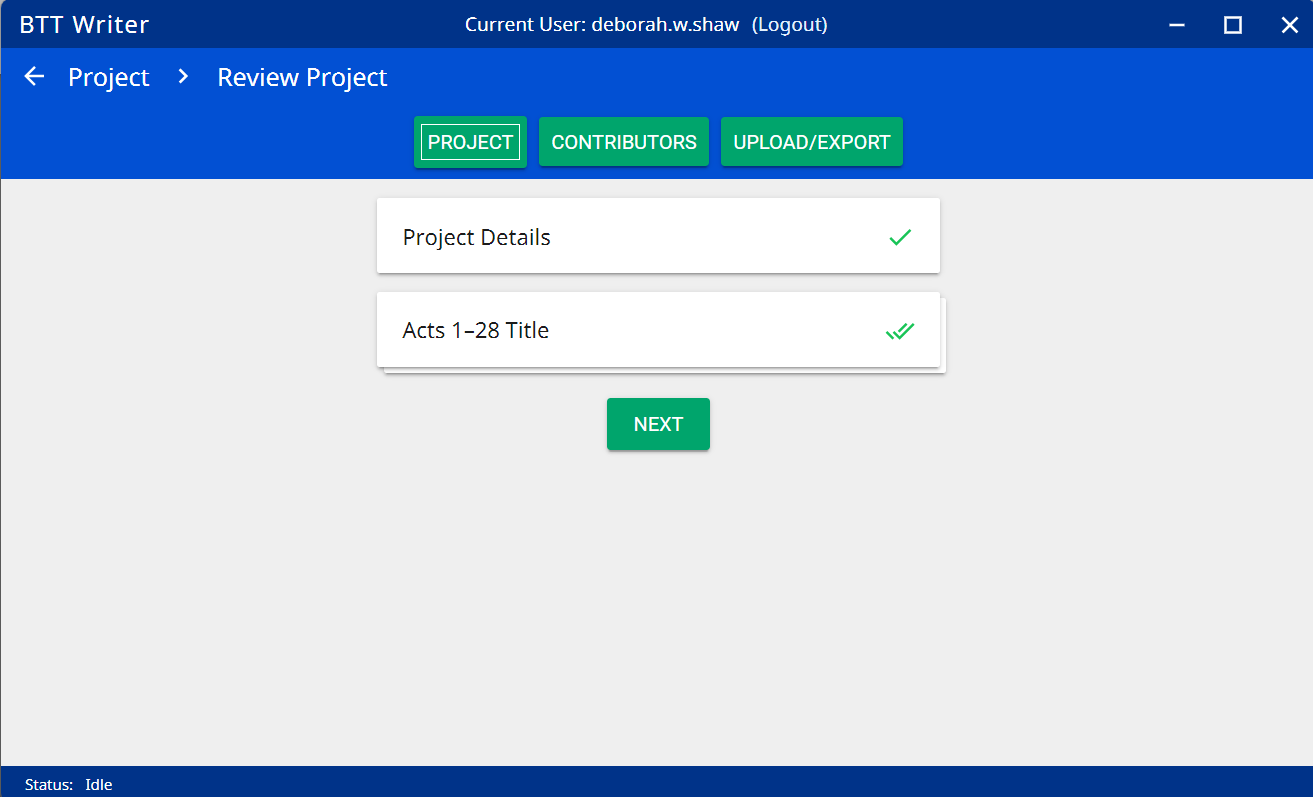 BTT Writer
Current User: deborah.w.shaw (Logout)
Project
Review Project
PROJECT
CONTRIBUTORS
UPLOAD/EXPORT
Project Details
Acts 1–28 Title
NEXT
Status: Idle